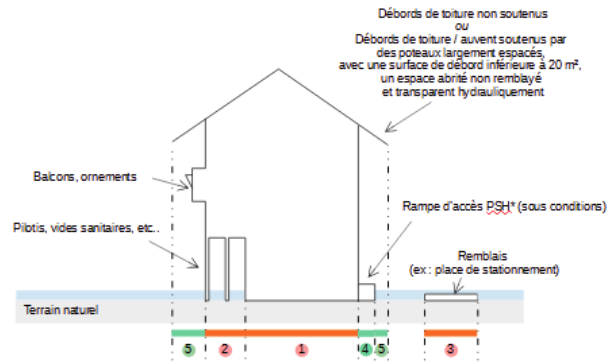 Débords de toiture non soutenus
ou
Débords de toiture / auvent soutenus par
des poteaux largement espacés,
avec une surface de débord inférieure à 20 m²,
un espace abrité non remblayé
et transparent hydrauliquement
Balcons, ornements
Rampe d'accès PSH* (sous conditions)
Pilotis, vides sanitaires, etc..
Remblais
(ex : place de stationnement)
Terrain naturel
5 2 1 4 5 3